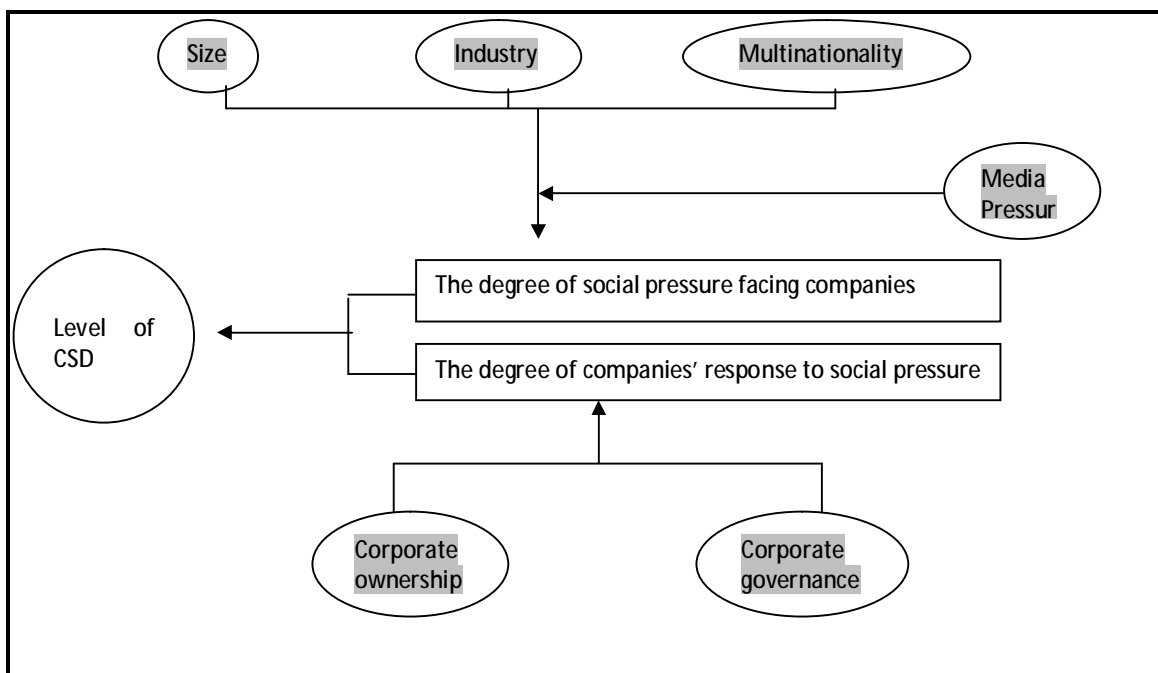 Size
Industry
Multinationality
Media
Pressur
The degree of social pressure facing companies
Level of
CSD
The degree of companies’ response to social pressure
Corporate
ownership
Corporate
governance